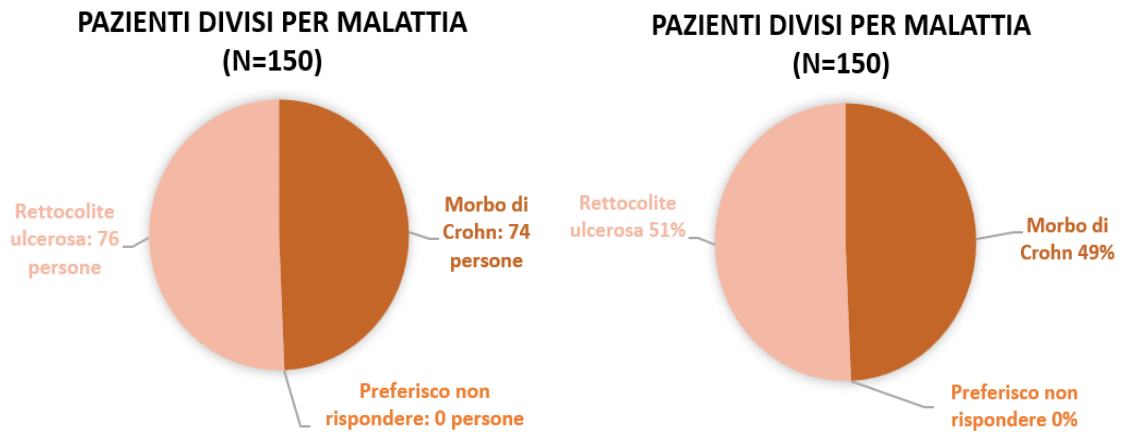 PAZIENTI DIVISI PER MALATTIA
(N=150)
Rettocolite
ulcerosa: 76
persone
Morbo di
Crohn: 74
persone
Preferisco non
rispondere: 0 persone
PAZIENTI DIVISI PER MALATTIA
(N=150)
Rettocolite
ulcerosa 51%
Morbo di
Crohn 49%
Preferisco non
rispondere 0%